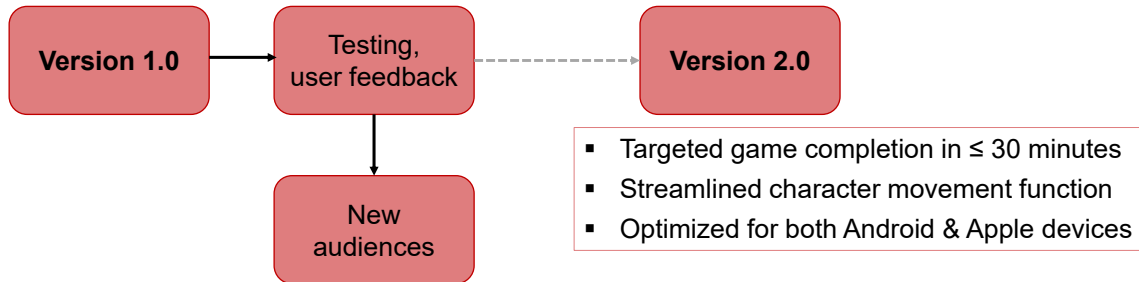 Version 1.0
Testing,
user feedback
Version 2.0
New
audiences
▪ Targeted game completion in ≤ 30 minutes
▪ Streamlined character movement function
▪ Optimized for both Android & Apple devices